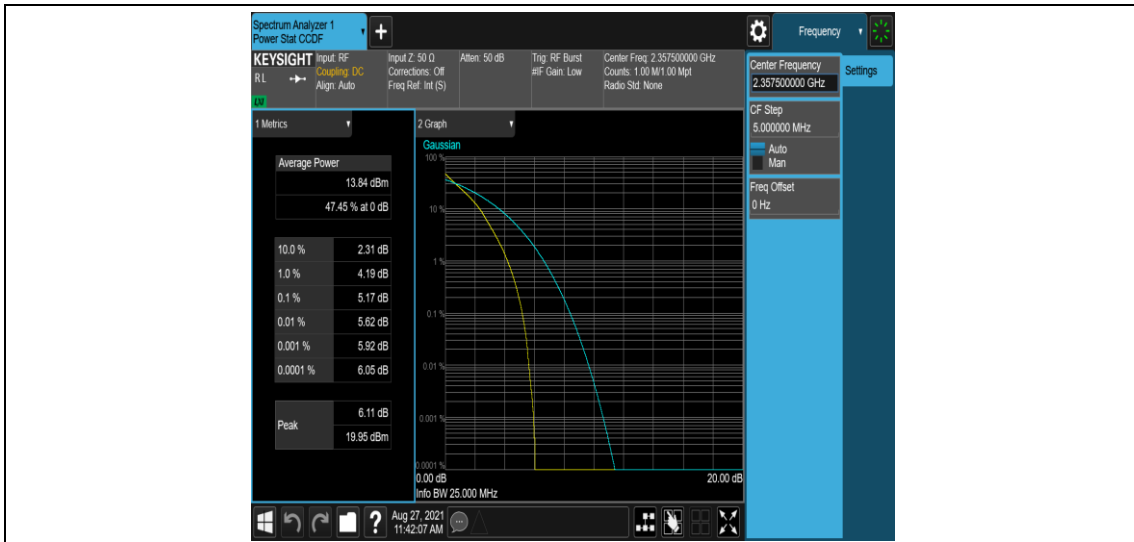 Spectrum Analyzer 1
Power Stat CCDF
Frequency
KEYSIGHT
RL
LXI
Input: RF
Coupling: DC
Align: Auto
Input Z: 50 Ω
Corrections: Off
Freq Ref: Int (S)
Atten: 50 dB
Trig: RF Burst
#IF Gain: Low
Center Freq: 2.357500000 GHz
Counts: 1.00 M/1.00 Mpt
Radio Std: None
Center Frequency
2.357500000 GHz
Settings
CF Step
5.000000 MHz
Auto
Man
Freq Offset
0 Hz
1 Metrics
Average Power
13.84 dBm
47.45 % at 0 dB
10.0 % 2.31 dB
1.0 % 4.19 dB
0.1 % 5.17 dB
0.01 % 5.62 dB
0.001 % 5.92 dB
0.0001 % 6.05 dB
Peak
6.11 dB
19.95 dBm
2 Graph
Gaussian
100 %
10 %
1 %
0.1 %
0.01 %
0.001 %
0.0001 %
0.00 dB 20.00 dB
Info BW 25.000 MHz
?
Aug 27, 2021
11:42:07 AM